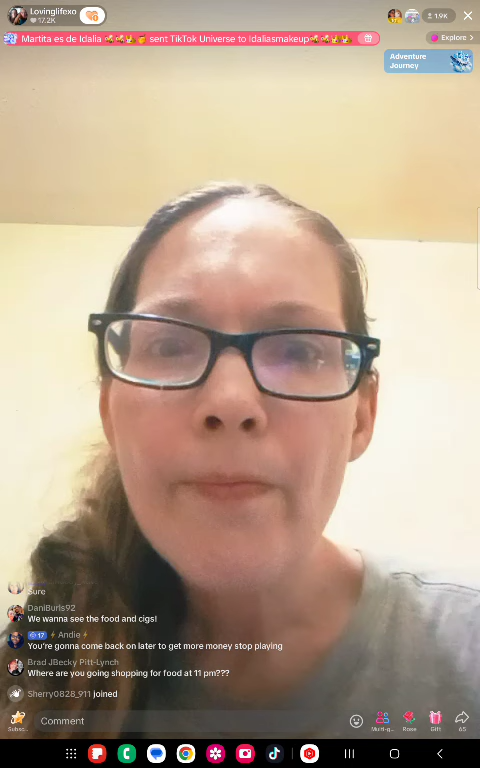 Lovinglifexo
17.2K
1.9K
Martita es de Idalia sent TikTok Universe to Idaliasmakeup
Explore >
Adventure
Journey
Sure
DaniBurls92
We wanna see the food and cigs!
17 Andie
You're gonna come back on later to get more money stop playing
Brad JBecky Pitt-Lynch
Where are you going shopping for food at 11 pm???
Sherry0828_911 joined
Subsc...
Comment
Multi-g...
Rose
Gift
65